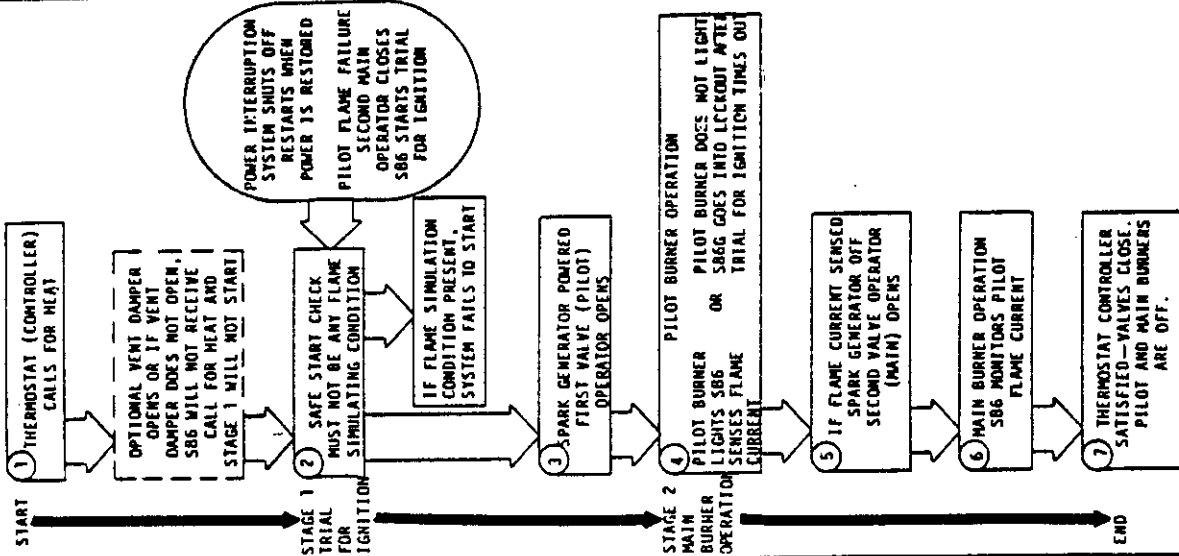 START
1 THERMOSTAT (CONTROLLER)
CALLS FOR HEAT
OPTIONAL VENT DAMPER
OPENS OR IF VENT
DAMPER DOES NOT OPEN,
S86 WILL NOT RECEIVE
CALL FOR HEAT AND
STAGE 1 WILL NOT START
STAGE 1
TRIAL
FOR
IGNITION
2 SAFE START CHECK
MUST NOT BE ANY FLAME
SIMULATING CONDITION
POWER INTERRUPTION
SYSTEM SHUTS OFF
RESTARTS WHEN
POWER IS RESTORED
PILOT FLAME FAILURE
SECOND MAIN
OPERATOR CLOSES
S86 STARTS TRIAL
FOR IGNITION
IF FLAME SIMULATION
CONDITION PRESENT,
SYSTEM FAILS TO START
3 SPARK GENERATOR POWERED
FIRST VALVE (PILOT)
OPERATOR OPENS
STAGE 2
MAIN
BURNER
OPERATION
4 PILOT BURNER OPERATION
PILOT BURNER
LIGHTS S86
SENSES FLAME
CURRENT
OR
PILOT BURNER DOES NOT LIGHT
S86G GOES INTO LOCKOUT AFTER
TRIAL FOR IGNITION TIMES OUT
5 IF FLAME CURRENT SENSED
SPARK GENERATOR OFF
SECOND VALVE OPERATOR
(MAIN) OPENS
6 MAIN BURNER OPERATION
S86 MONITORS PILOT
FLAME CURRENT
END
7 THERMOSTAT CONTROLLER
SATISFIED-VALVES CLOSE.
PILOT AND MAIN BURNERS
ARE OFF.